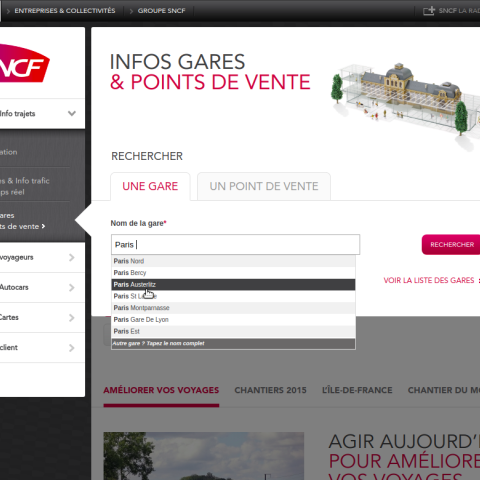 ENTREPRISES & COLLECTIVITÉS
GROUPE SNCF
SNCF LA RAD
SNCF
INFOS GARES
& POINTS DE VENTE
Info trajets
RECHERCHER
UNE GARE
UN POINT DE VENTE
& Info trafic
réel
ares
ts de vente
Nom de la gare*
Paris
RECHERCHER
voyageurs
Paris Nord
Paris Bercy
VOIR LA LISTE DES GARES
Autocars
Paris Austerlitz
Paris St
Paris Montparnasse
Cartes
Paris Gare De Lyon
Paris Est
client
Autre gare ? Tapez le nom complet
AMÉLIORER VOS VOYAGES
CHANTIERS 2015
L'ÎLE-DE-FRANCE
CHANTIER DU MO
AGIR AUJOURD'
POUR AMÉLIORE
VOS VOYAGES